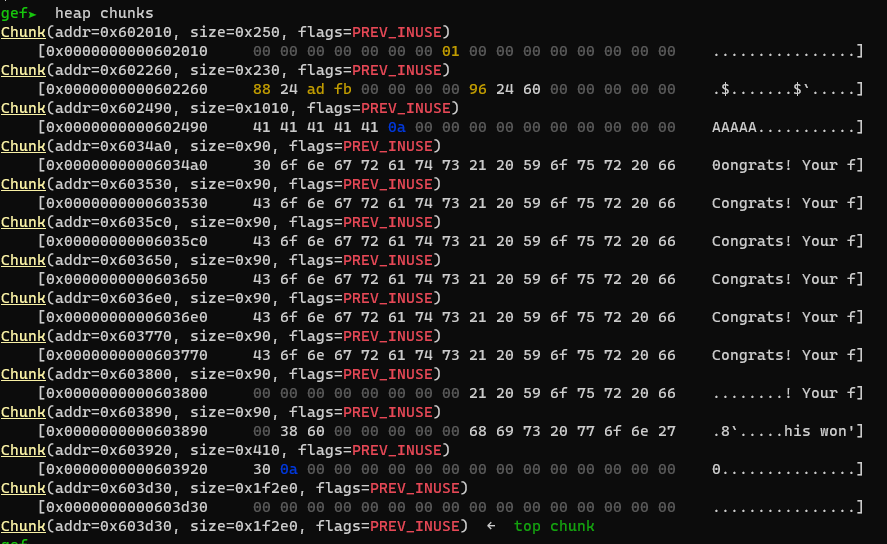 gef➤  heap chunks
Chunk(addr=0x602010, size=0x250, flags=PREV_INUSE)
[0x0000000000602010     00 00 00 00 00 00 00 01 00 00 00 00 00 00 00 00    ................]
Chunk(addr=0x602260, size=0x230, flags=PREV_INUSE)
[0x0000000000602260     88 24 ad fb 00 00 00 00 96 24 60 00 00 00 00 00    .$.......$`.....]
Chunk(addr=0x602490, size=0x1010, flags=PREV_INUSE)
[0x0000000000602490     41 41 41 41 41 0a 00 00 00 00 00 00 00 00 00 00    AAAAA...........]
Chunk(addr=0x6034a0, size=0x90, flags=PREV_INUSE)
[0x00000000006034a0     30 6f 6e 67 72 61 74 73 21 20 59 6f 75 72 20 66    0ongrats! Your f]
Chunk(addr=0x603530, size=0x90, flags=PREV_INUSE)
[0x0000000000603530     43 6f 6e 67 72 61 74 73 21 20 59 6f 75 72 20 66    Congrats! Your f]
Chunk(addr=0x6035c0, size=0x90, flags=PREV_INUSE)
[0x00000000006035c0     43 6f 6e 67 72 61 74 73 21 20 59 6f 75 72 20 66    Congrats! Your f]
Chunk(addr=0x603650, size=0x90, flags=PREV_INUSE)
[0x0000000000603650     43 6f 6e 67 72 61 74 73 21 20 59 6f 75 72 20 66    Congrats! Your f]
Chunk(addr=0x6036e0, size=0x90, flags=PREV_INUSE)
[0x00000000006036e0     43 6f 6e 67 72 61 74 73 21 20 59 6f 75 72 20 66    Congrats! Your f]
Chunk(addr=0x603770, size=0x90, flags=PREV_INUSE)
[0x0000000000603770     43 6f 6e 67 72 61 74 73 21 20 59 6f 75 72 20 66    Congrats! Your f]
Chunk(addr=0x603800, size=0x90, flags=PREV_INUSE)
[0x0000000000603800     00 00 00 00 00 00 00 00 21 20 59 6f 75 72 20 66    ........! Your f]
Chunk(addr=0x603890, size=0x90, flags=PREV_INUSE)
[0x0000000000603890     00 38 60 00 00 00 00 00 68 69 73 20 77 6f 6e 27    .8`.....his won']
Chunk(addr=0x603920, size=0x410, flags=PREV_INUSE)
[0x0000000000603920     30 0a 00 00 00 00 00 00 00 00 00 00 00 00 00 00    0...............]
Chunk(addr=0x603d30, size=0x1f2e0, flags=PREV_INUSE)
[0x0000000000603d30     00 00 00 00 00 00 00 00 00 00 00 00 00 00 00 00    ................]
Chunk(addr=0x603d30, size=0x1f2e0, flags=PREV_INUSE)  ←  top chunk